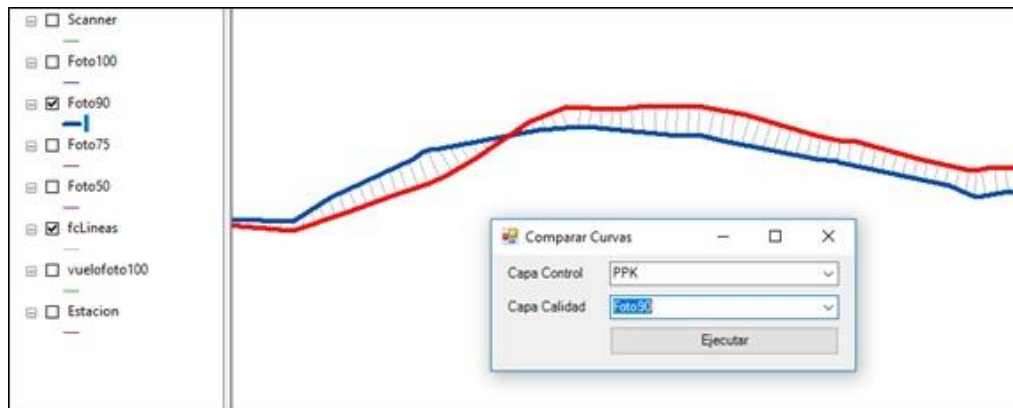 Scanner
Foto100
Foto90
Foto75
Foto50
fcLineas
vuelofoto100
Estacion
Comparar Curvas
Capa Control PPK
Capa Calidad Foto90
Ejecutar